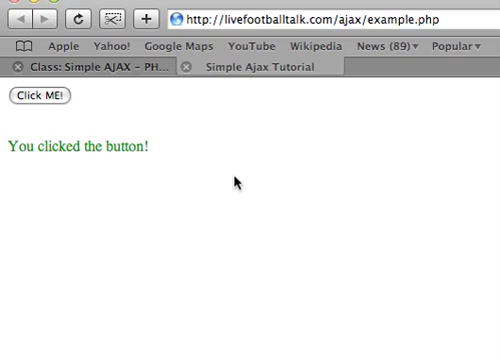 http://livefootballtalk.com/ajax/example.php
Apple Yahoo! Google Maps YouTube Wikipedia News (89)▾ Popular▾
Class: Simple AJAX – PH... Simple Ajax Tutorial
Click ME!
You clicked the button!